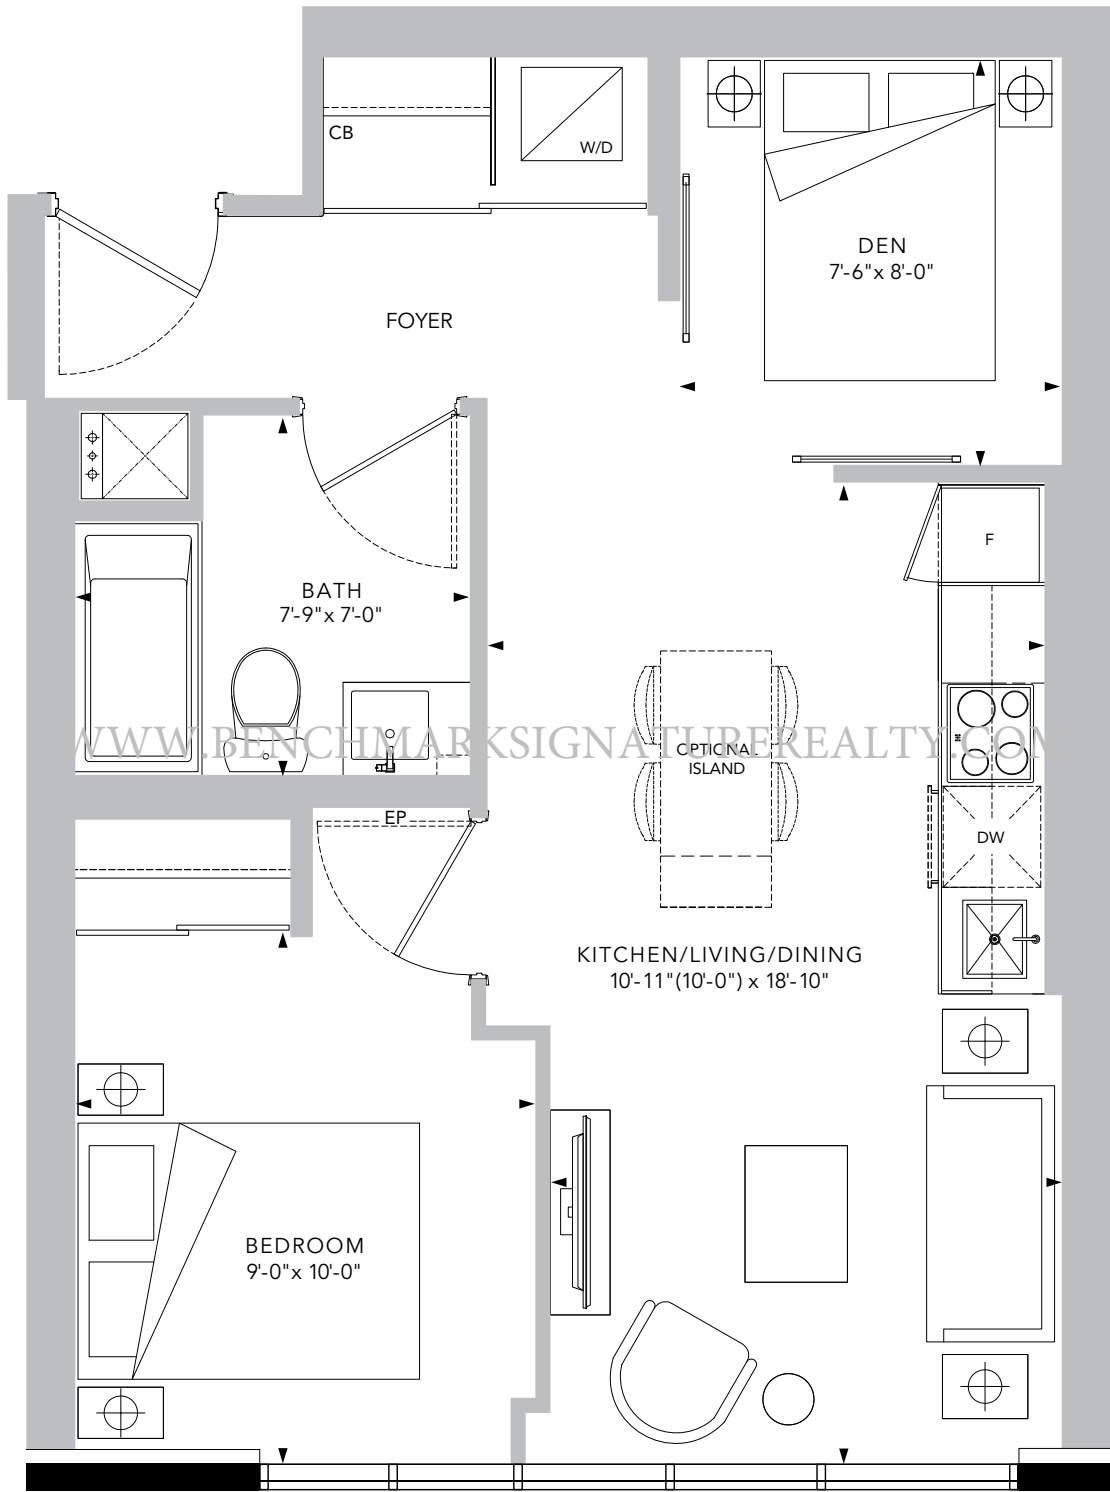 CB
W/D
DEN
7'-6" x 8'-0"
FOYER
F
BATH
7'-9" x 7'-0"
WWW.BENCHMARKSIGNATUREREALTY.COM
OPTIONAL
ISLAND
EP
DW
KITCHEN/LIVING/DINING
10'-11"(10'-0") x 18'-10"
BEDROOM
9'-0" x 10'-0"